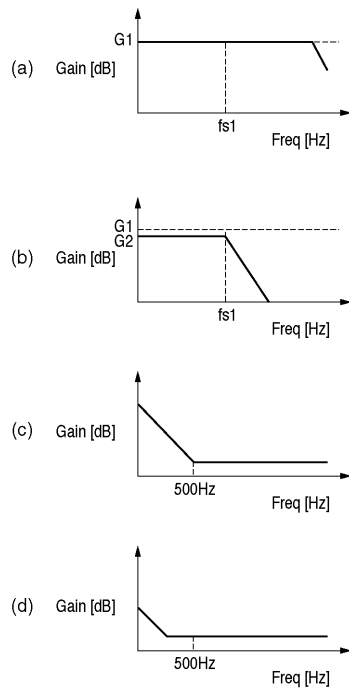 G1
(a) Gain [dB]
fs1
Freq [Hz]
G1
G2
(b) Gain [dB]
fs1
Freq [Hz]
(c) Gain [dB]
500Hz
Freq [Hz]
(d) Gain [dB]
500Hz
Freq [Hz]